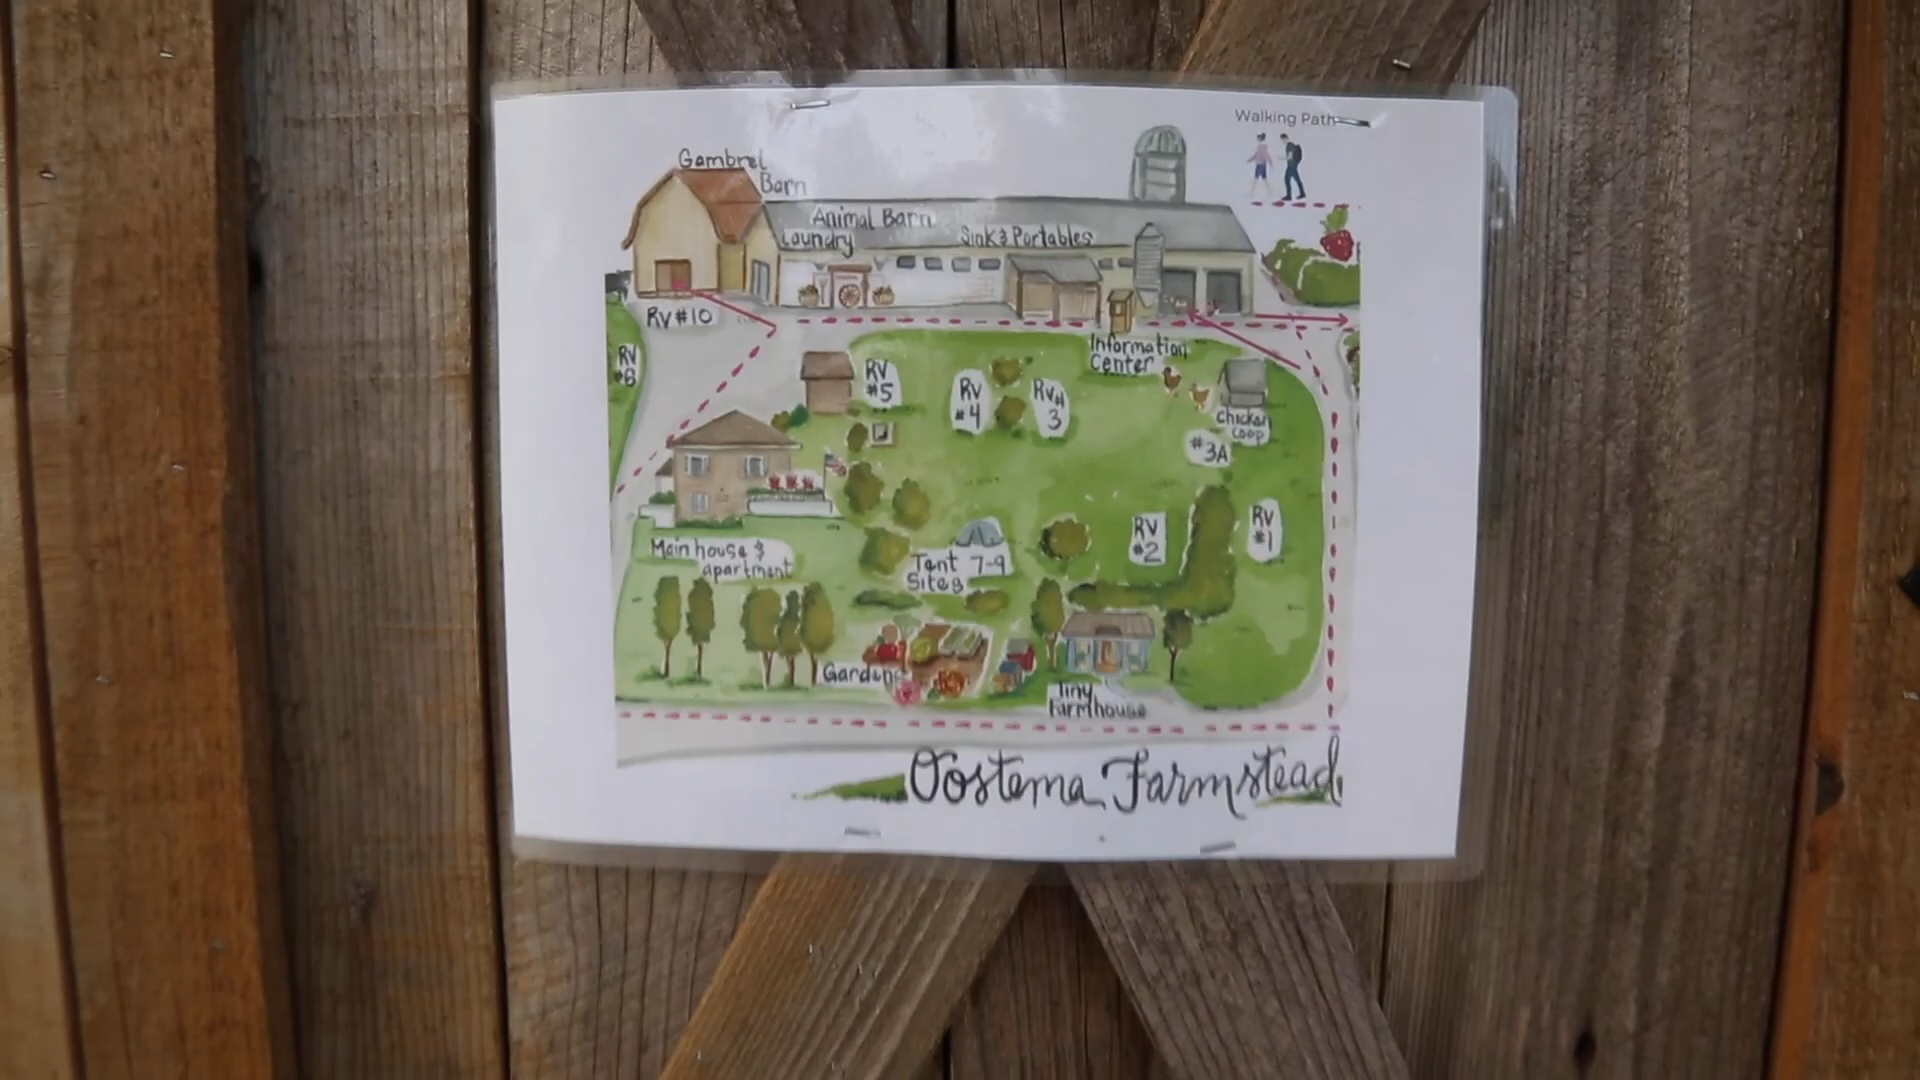 Walking Path
Gambrel
Barn
Animal Barn
Laundry
Sink & Portables
RV #10
RV
#6
Information
Center
RV
#5
RV
#4
RV#
3
Chicken
Coop
#3A
RV
#2
RV
#1
Main house &
apartment
Tent 7-9
Sites
Gardens
Tiny
Farmhouse
Oostema Farmstead